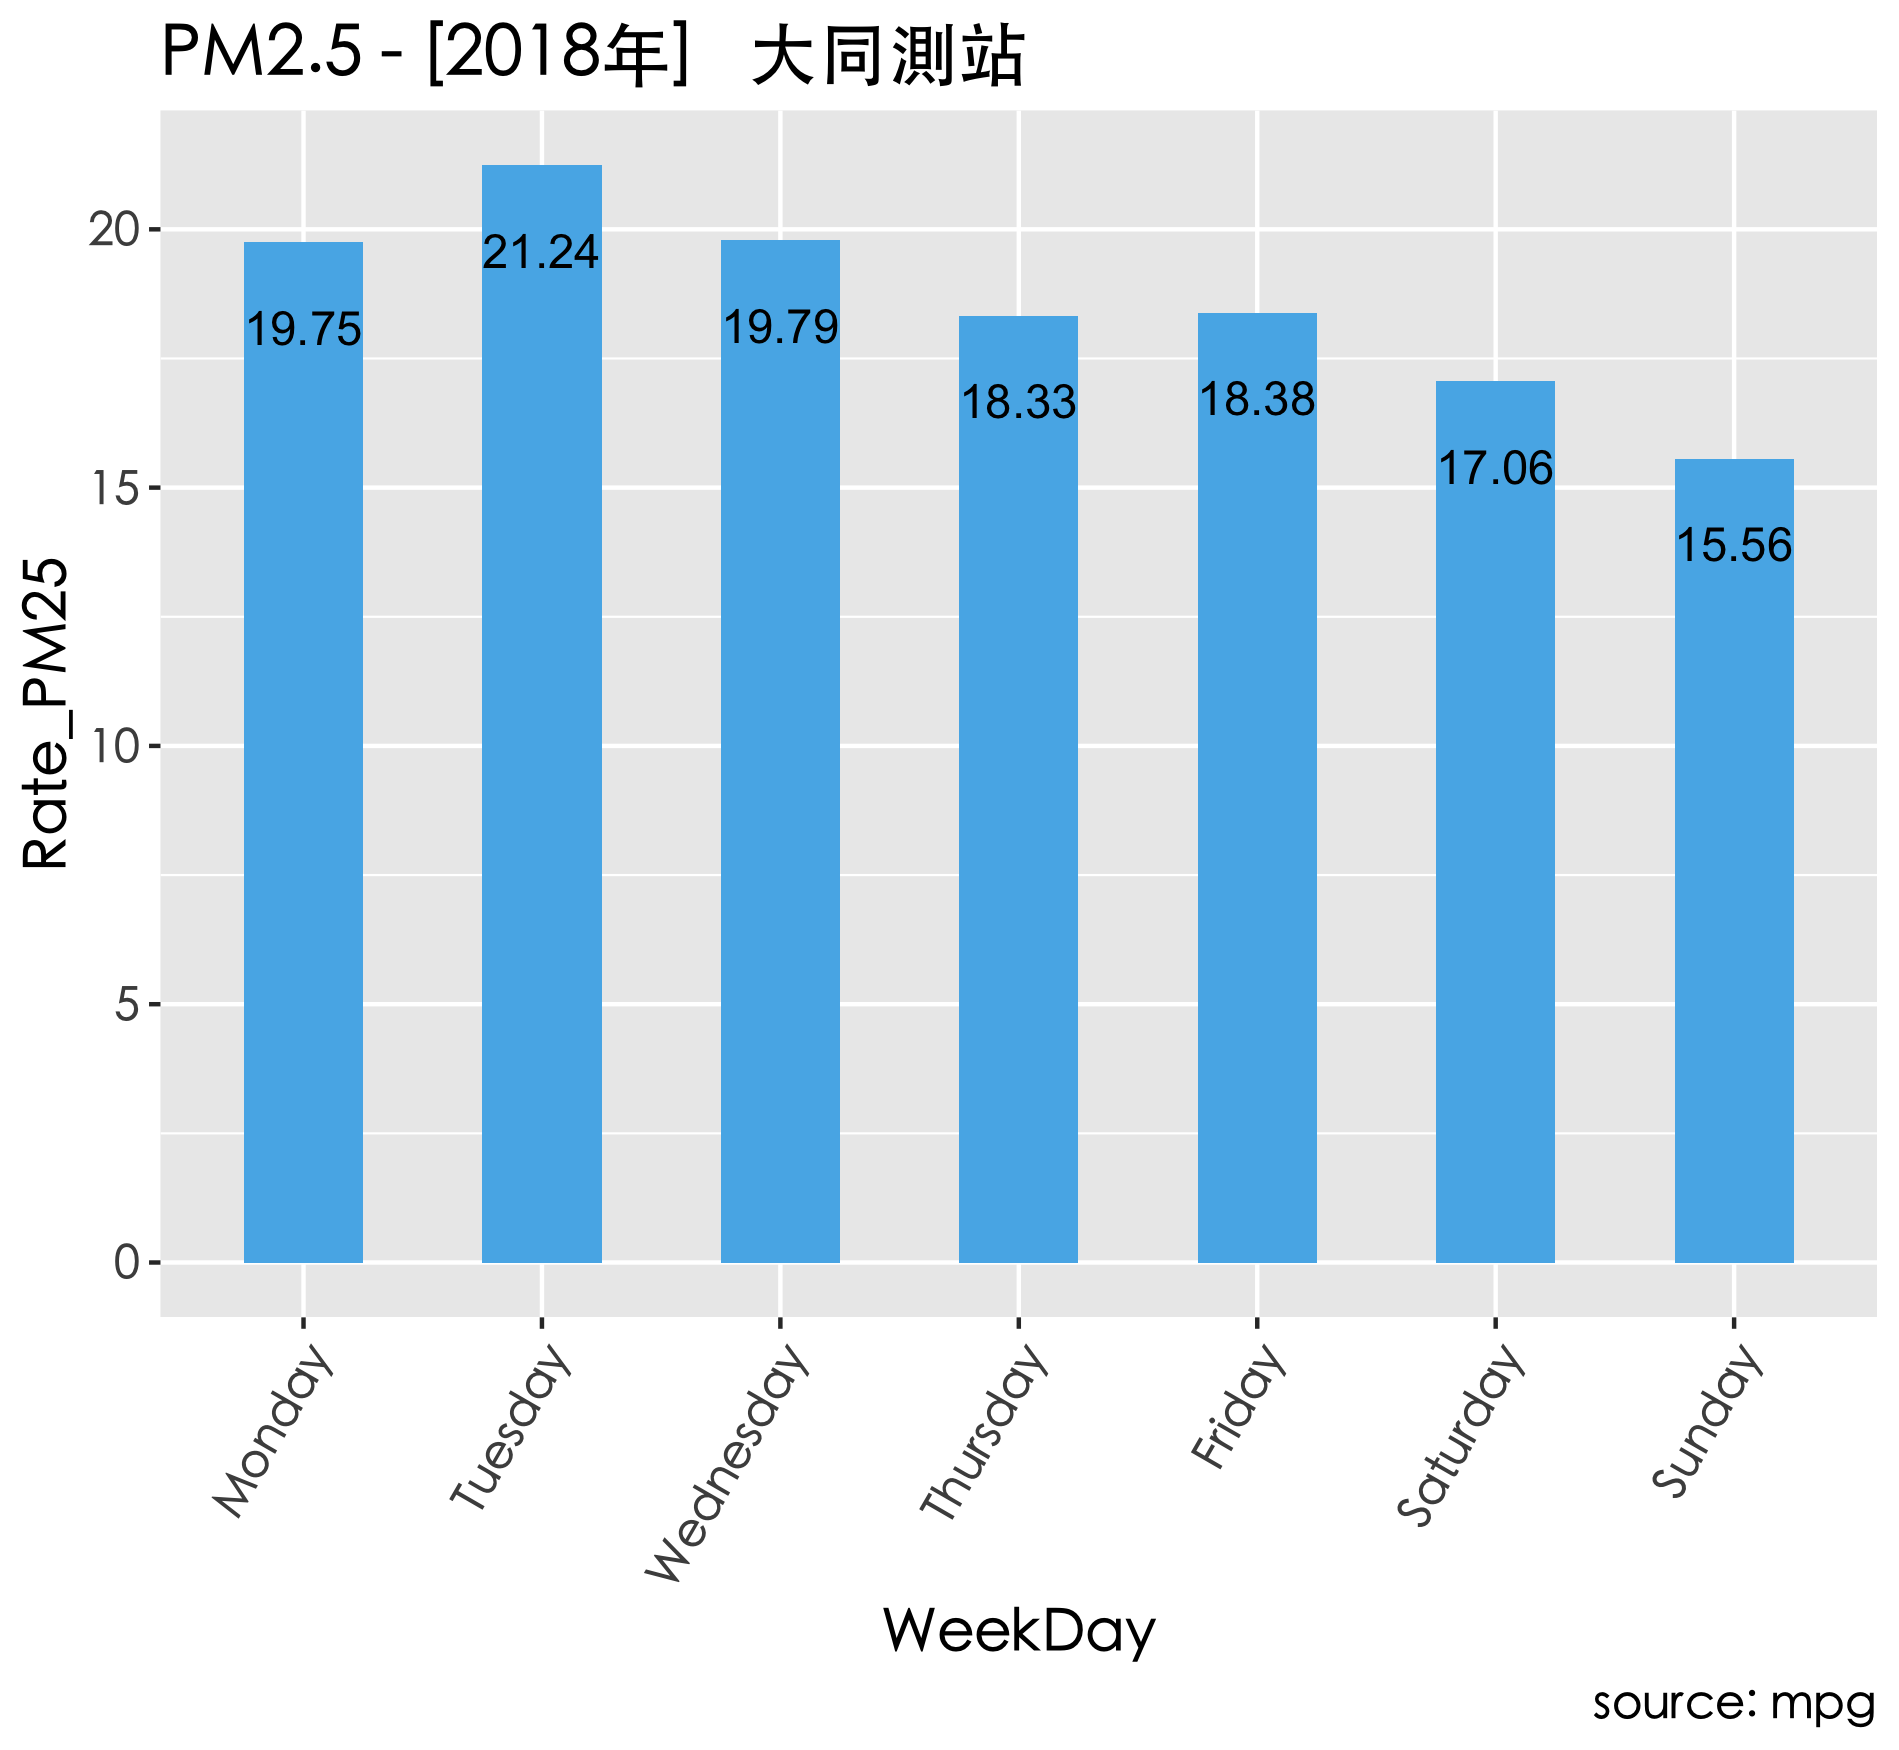 PM2.5 - [2018年] 大同測站
Rate_PM25
20
15
10
5
0
19.75
21.24
19.79
18.33
18.38
17.06
15.56
Monday
Tuesday
Wednesday
Thursday
Friday
Saturday
Sunday
WeekDay
source: mpg